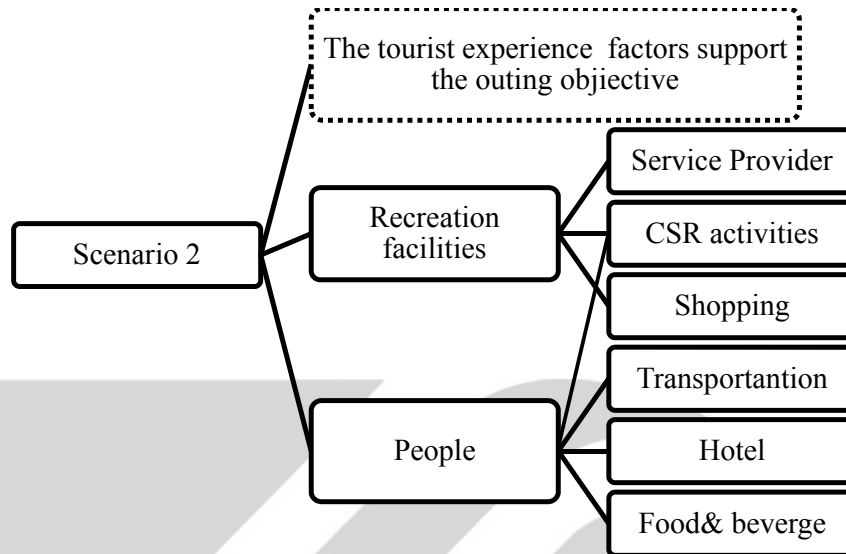 The tourist experience factors support
the outing objiective
Service Provider
Recreation
facilities
CSR activities
Scenario 2
Shopping
Transportantion
People
Hotel
Food& beverge